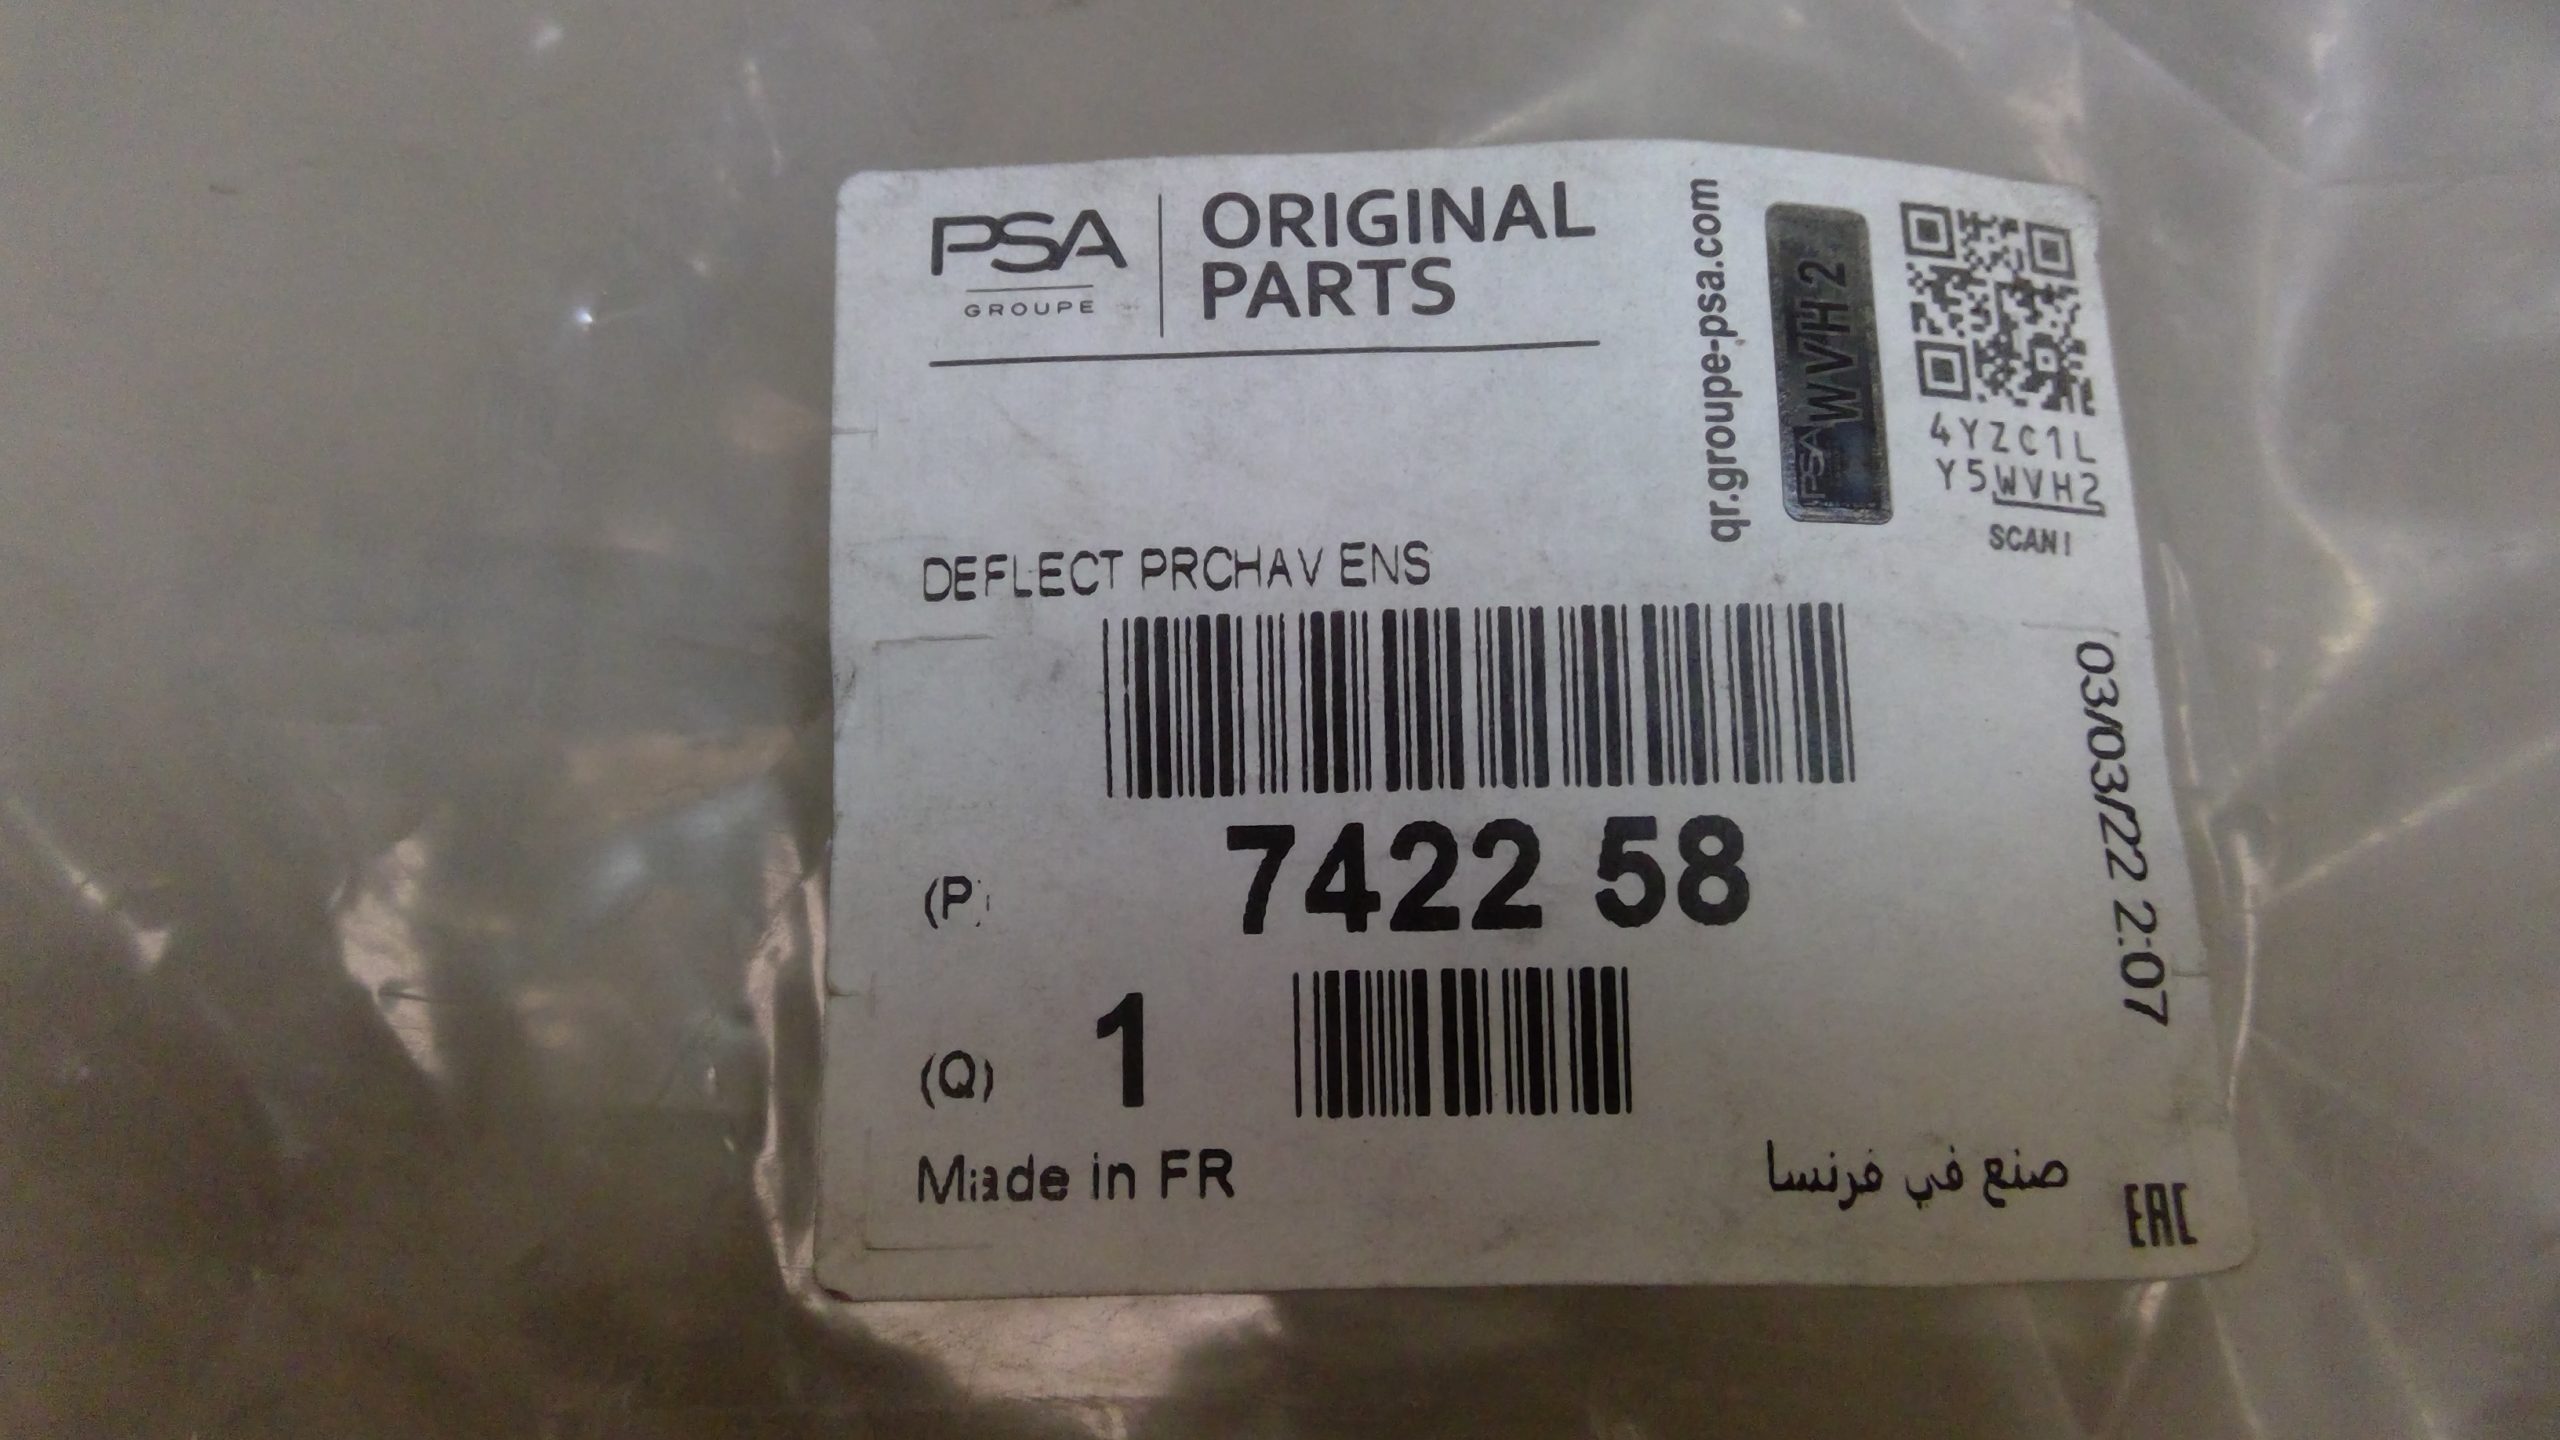 PSA
GROUPE
ORIGINAL
PARTS
qr.groupe-psa.com
PSA WVH2
4YZC1L
Y5WVH2
SCAN!
DEFLECT PRCHAV ENS
(P) 7422 58
(Q) 1
03/03/22 2:07
Made in FR
صنع في فرنسا
EAC